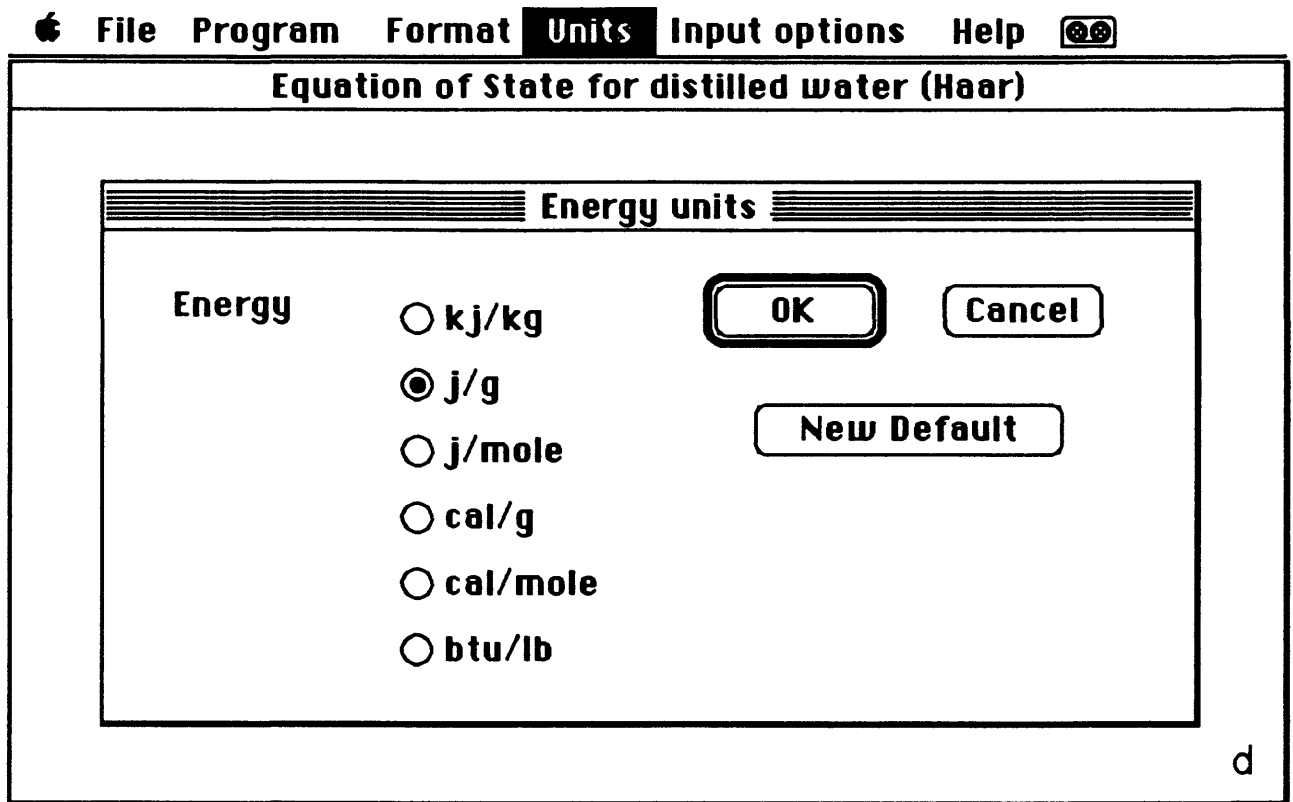 File Program Format Units Input options Help
Equation of State for distilled water (Haar)
Energy units
Energy
kj/kg
j/g
j/mole
cal/g
cal/mole
btu/lb
OK
Cancel
New Default
d